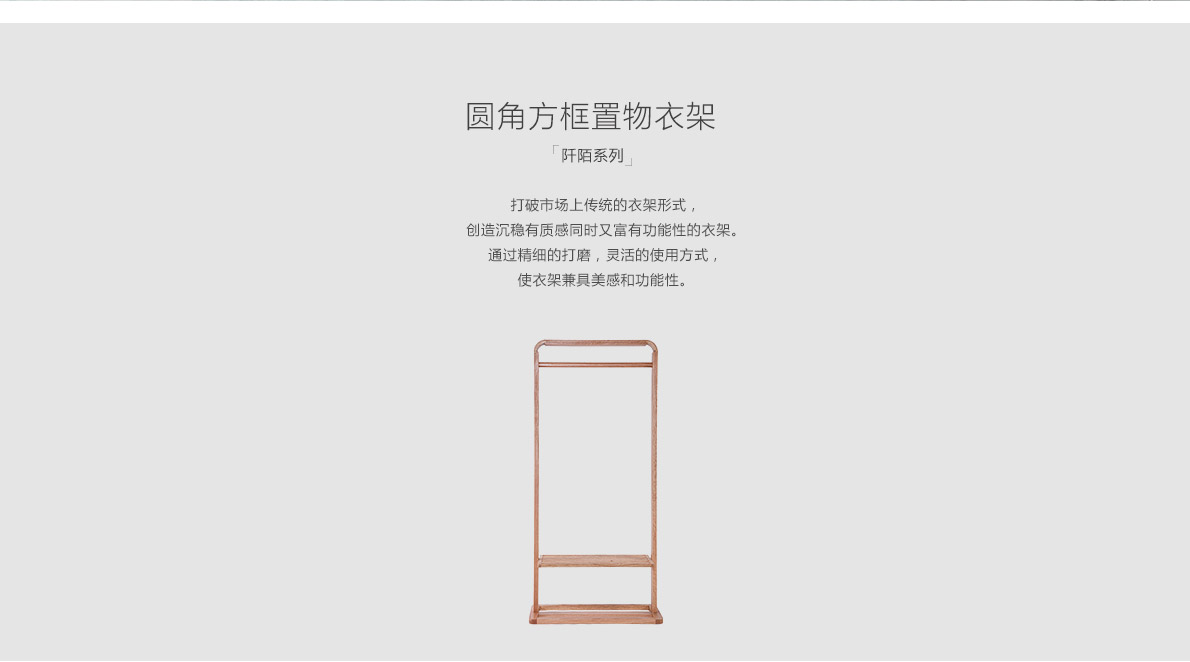 圆角方框置物衣架
「阡陌系列」
打破市场上传统的衣架形式，
创造沉稳有质感同时又富有功能性的衣架。
通过精细的打磨，灵活的使用方式，
使衣架兼具美感和功能性。